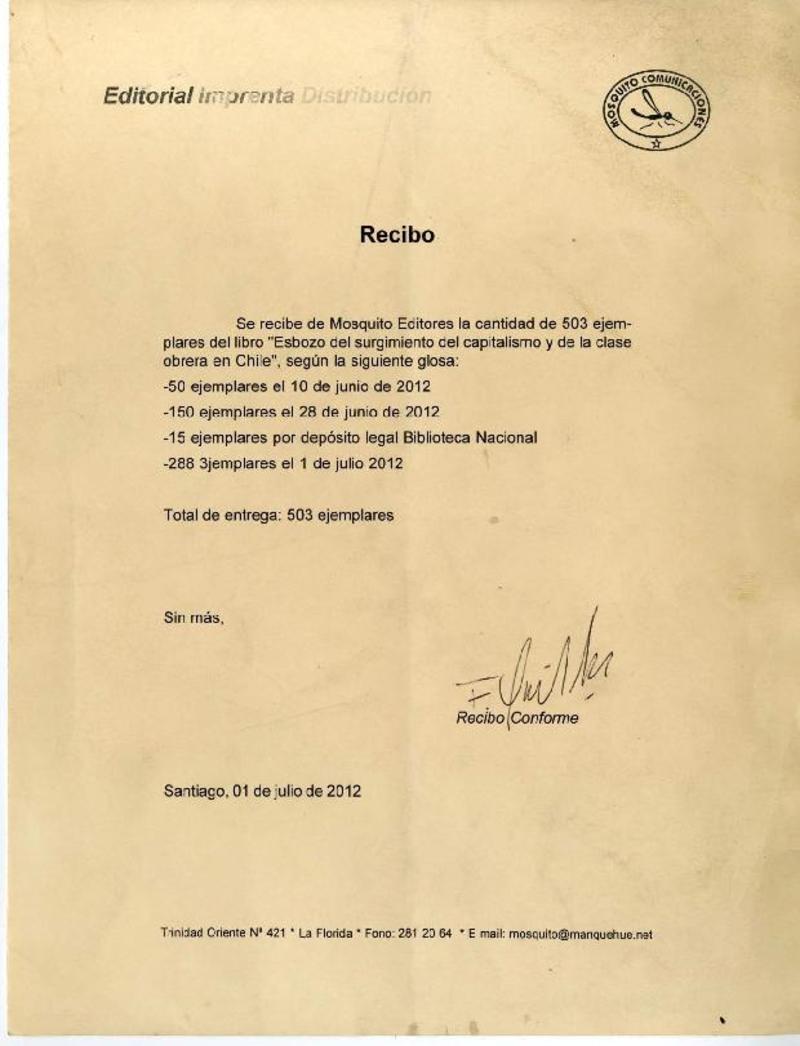 Editorial imprenta Distribución
MOSQUITO COMUNICACIONES
Recibo
Se recibe de Mosquito Editores la cantidad de 503 ejem-
plares del libro "Esbozo del surgimiento del capitalismo y de la clase
obrera en Chile", según la siguiente glosa:
-50 ejemplares el 10 de junio de 2012
-150 ejemplares el 28 de junio de 2012
-15 ejemplares por depósito legal Biblioteca Nacional
-288 3jemplares el 1 de julio 2012
Total de entrega: 503 ejemplares
Sin más,
Recibo Conforme
Santiago, 01 de julio de 2012
Trinidad Oriente Nº 421 * La Florida * Fono: 281 20 64 * E mail: mosquito@manquehue.net